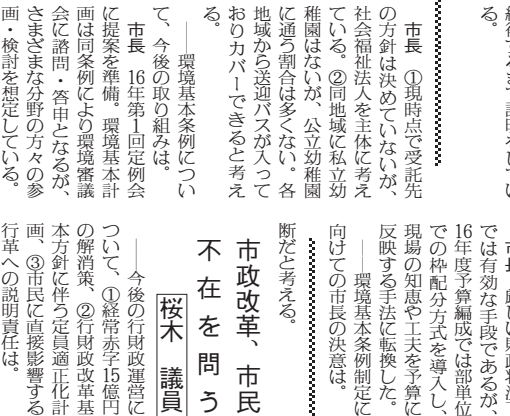 る。
市長　①現時点で受託先
の方針は決めていないが、
社会福祉法人を主体に考え
ている。②同地域に私立幼
稚園はないが、公立幼稚園
に通う割合は多くない。各
地域から送迎バスが入って
おりカバーできると考え
る。
――環境基本条例につい
て、今後の取り組みは。
市長　16年第1回定例会
に提案を準備。環境基本計
画は同条例により環境審議
会に諮問・答申となるが、
さまざまな分野の方々の参
画・検討を想定している。
では有効な手段であるが、
16年度予算編成では部単位
での枠配分方式を導入し、
現場の知恵や工夫を予算に
反映する手法に転換した。
――環境基本条例制定に
向けての市長の決意は。
断だと考える。
市政改革、市民
不在を問う
桜木　議員
――今後の行財政運営に
ついて、①経常赤字15億円
の解消策、②行財政改革基
本方針に伴う定員適正化計
画、③市民に直接影響する
行革への説明責任は。